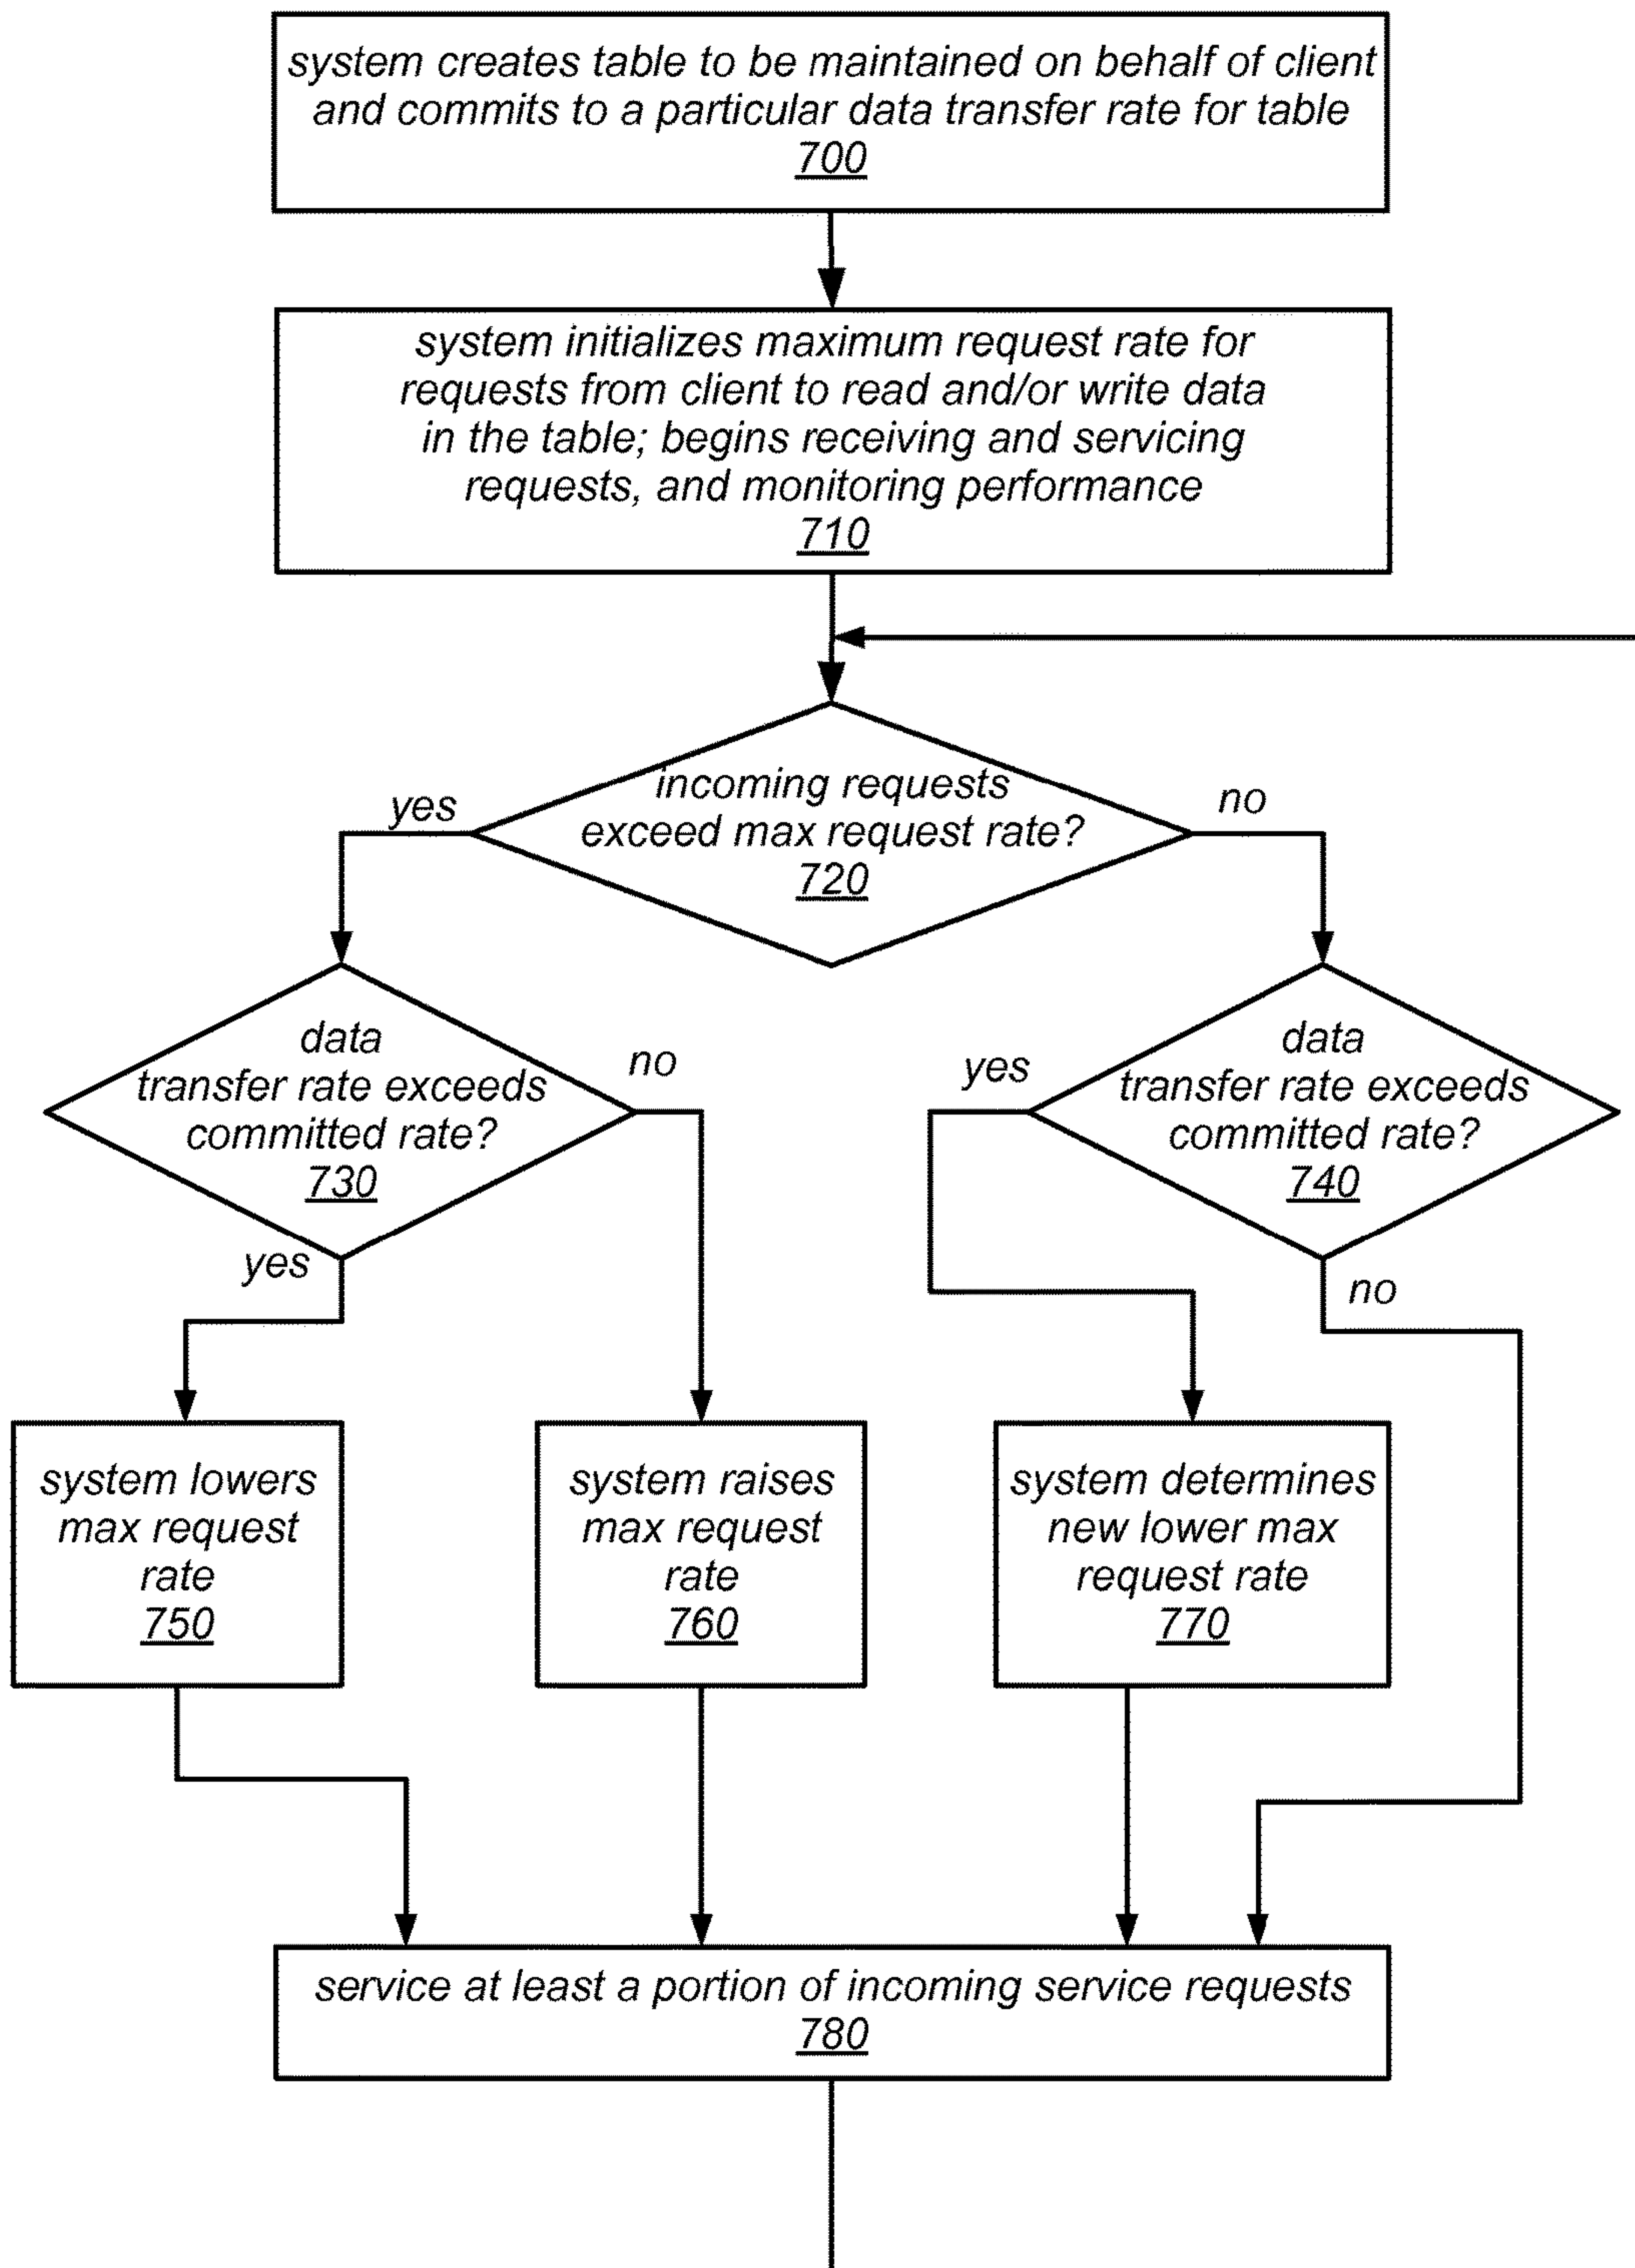 system creates table to be maintained on behalf of client
and commits to a particular data transfer rate for table
700
system initializes maximum request rate for
requests from client to read and/or write data
in the table; begins receiving and servicing
requests, and monitoring performance
710
incoming requests
exceed max request rate?
720
yes
no
data
transfer rate exceeds
committed rate?
730
no
yes
data
transfer rate exceeds
committed rate?
740
yes
no
system lowers
max request
rate
750
system raises
max request
rate
760
system determines
new lower max
request rate
770
service at least a portion of incoming service requests
780